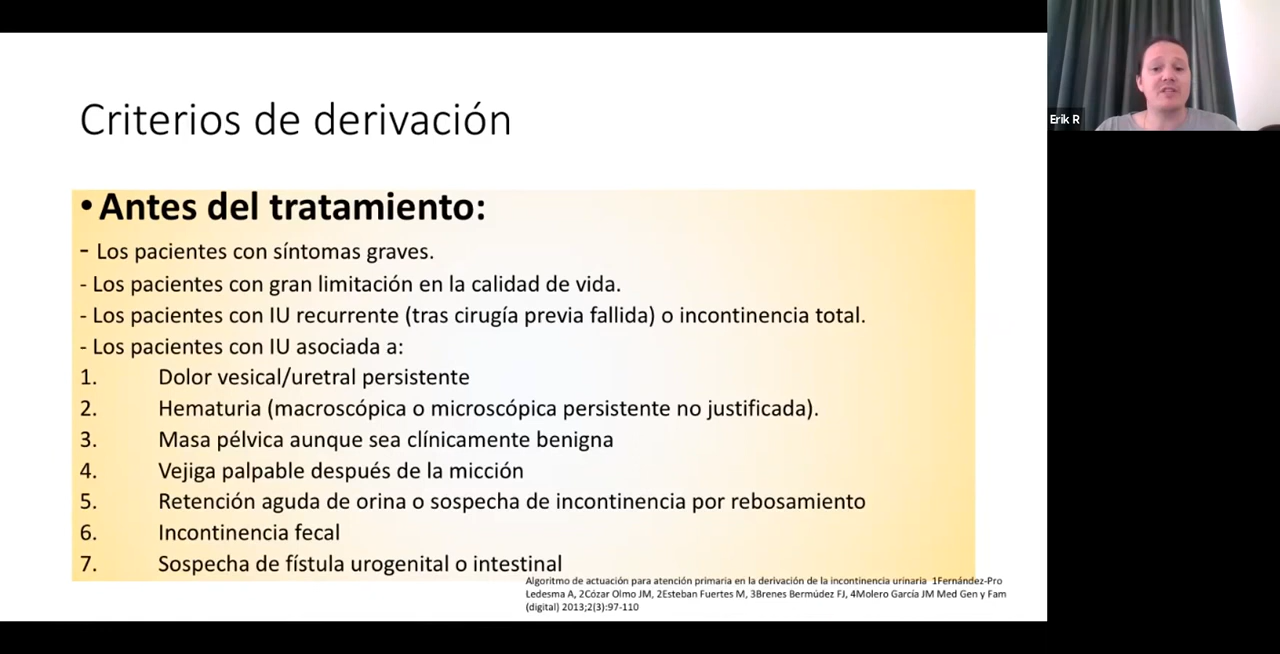 Criterios de derivación
Erik R
• Antes del tratamiento:
- Los pacientes con síntomas graves.
- Los pacientes con gran limitación en la calidad de vida.
- Los pacientes con IU recurrente (tras cirugía previa fallida) o incontinencia total.
- Los pacientes con IU asociada a:
1. Dolor vesical/uretral persistente
2. Hematuria (macroscópica o microscópica persistente no justificada).
3. Masa pélvica aunque sea clínicamente benigna
4. Vejiga palpable después de la micción
5. Retención aguda de orina o sospecha de incontinencia por rebosamiento
6. Incontinencia fecal
7. Sospecha de fístula urogenital o intestinal
Algoritmo de actuación para atención primaria en la derivación de la incontinencia urinaria 1Fernández-Pro
Ledesma A, 2Cózar Olmo JM, 2Esteban Fuertes M, 3Brenes Bermúdez FJ, 4Molero García JM Med Gen y Fam
(digital) 2013;2(3):97-110